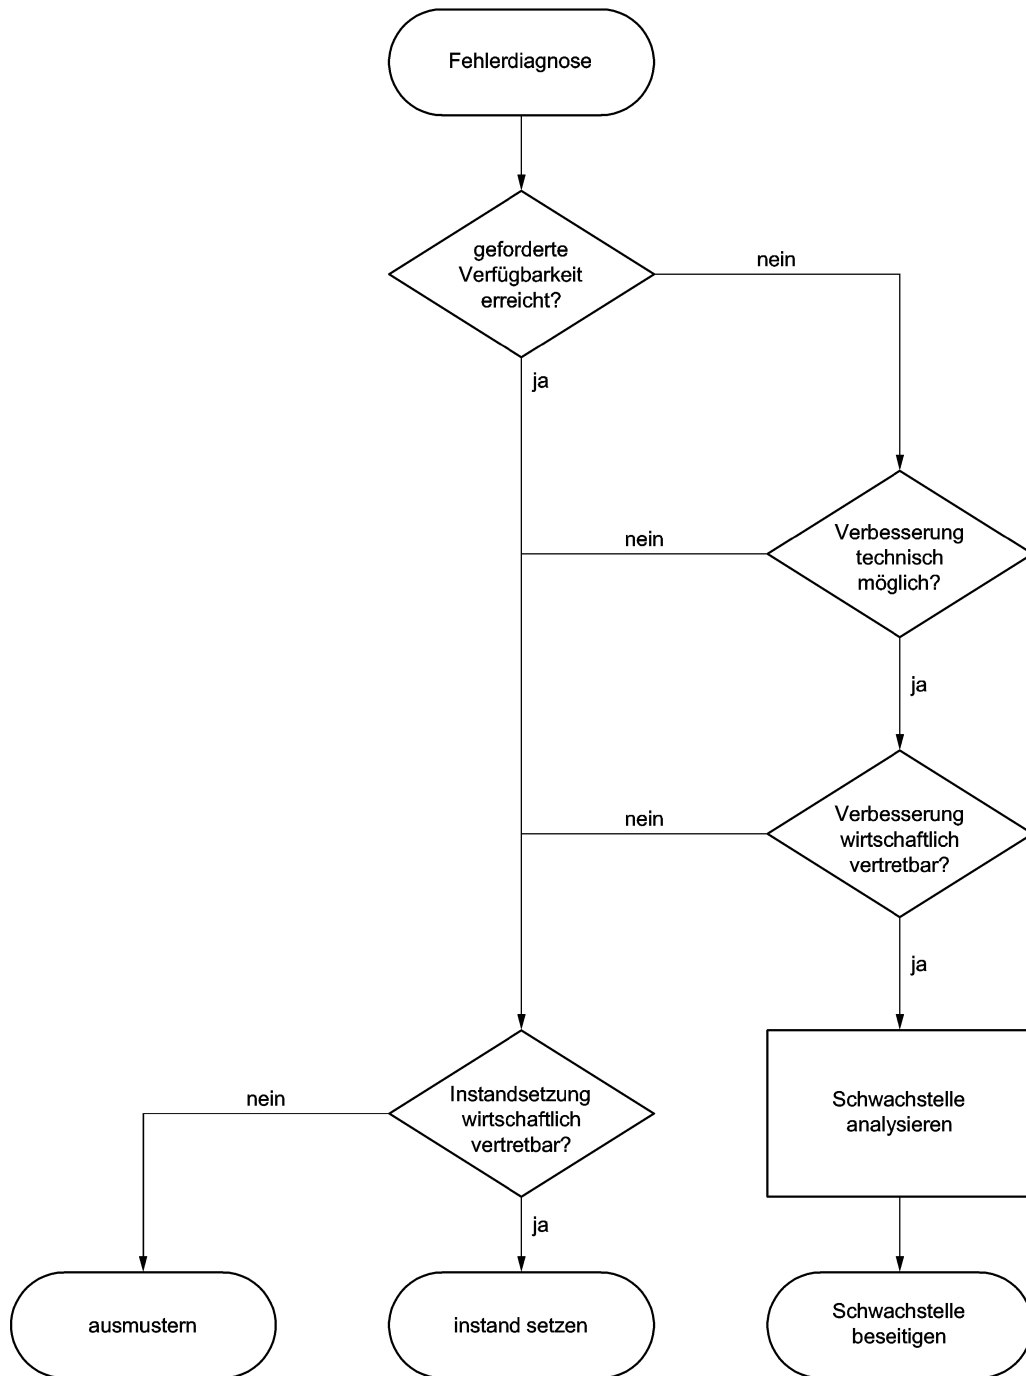 Fehlerdiagnose
geforderte
Verfügbarkeit
erreicht?
nein
ja
Verbesserung
technisch
möglich?
nein
ja
Verbesserung
wirtschaftlich
vertretbar?
nein
ja
Instandsetzung
wirtschaftlich
vertretbar?
nein
ja
Schwachstelle
analysieren
ausmustern
instand setzen
Schwachstelle
beseitigen